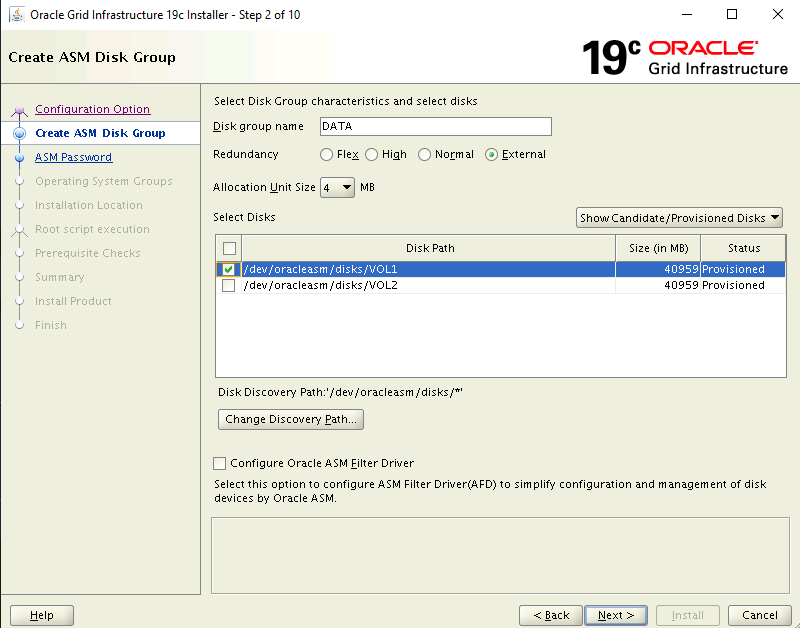 Oracle Grid Infrastructure 19c Installer - Step 2 of 10
Create ASM Disk Group
19c ORACLE
Grid Infrastructure
Configuration Option
Create ASM Disk Group
ASM Password
Operating System Groups
Installation Location
Root script execution
Prerequisite Checks
Summary
Install Product
Finish
Select Disk Group characteristics and select disks
Disk group name DATA
Redundancy Flex High Normal External
Allocation Unit Size 4 MB
Select Disks Show Candidate/Provisioned Disks
Disk Path Size (in MB) Status
/dev/oracleasm/disks/VOL1 40959 Provisioned
/dev/oracleasm/disks/VOL2 40959 Provisioned
Disk Discovery Path:'/dev/oracleasm/disks/*'
Change Discovery Path...
Configure Oracle ASM Filter Driver
Select this option to configure ASM Filter Driver(AFD) to simplify configuration and management of disk
devices by Oracle ASM.
Help < Back Next > Install Cancel